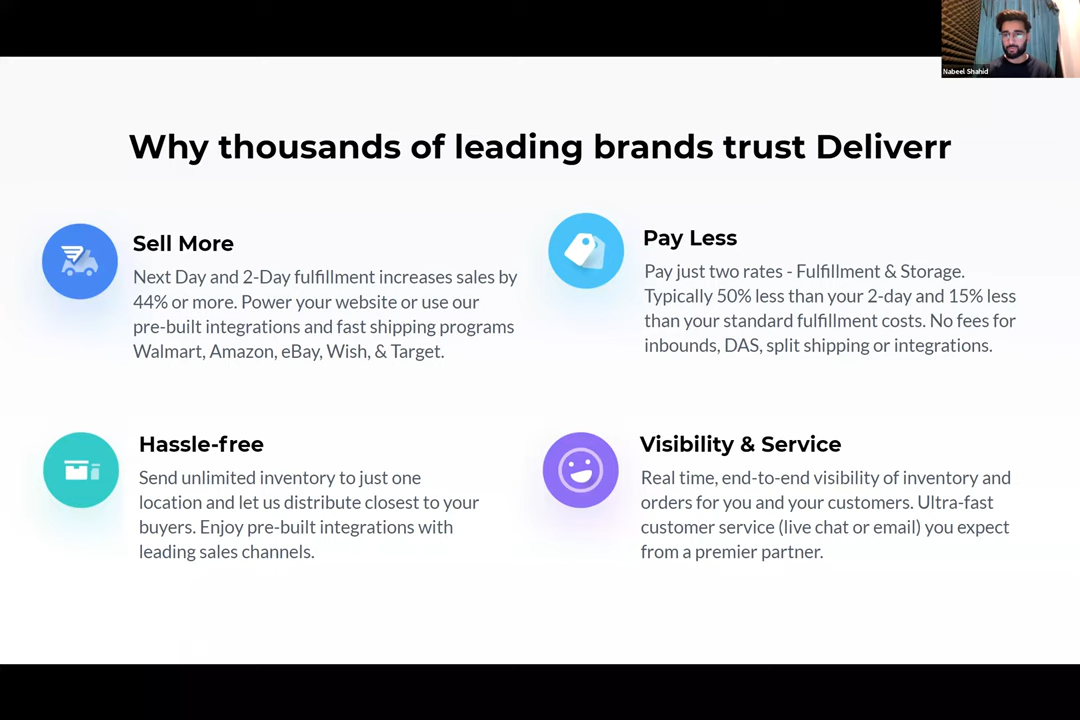 Nabeel Shahid
Why thousands of leading brands trust Deliverr
Sell More
Next Day and 2-Day fulfillment increases sales by
44% or more. Power your website or use our
pre-built integrations and fast shipping programs
Walmart, Amazon, eBay, Wish, & Target.
Pay Less
Pay just two rates - Fulfillment & Storage.
Typically 50% less than your 2-day and 15% less
than your standard fulfillment costs. No fees for
inbounds, DAS, split shipping or integrations.
Hassle-free
Send unlimited inventory to just one
location and let us distribute closest to your
buyers. Enjoy pre-built integrations with
leading sales channels.
Visibility & Service
Real time, end-to-end visibility of inventory and
orders for you and your customers. Ultra-fast
customer service (live chat or email) you expect
from a premier partner.